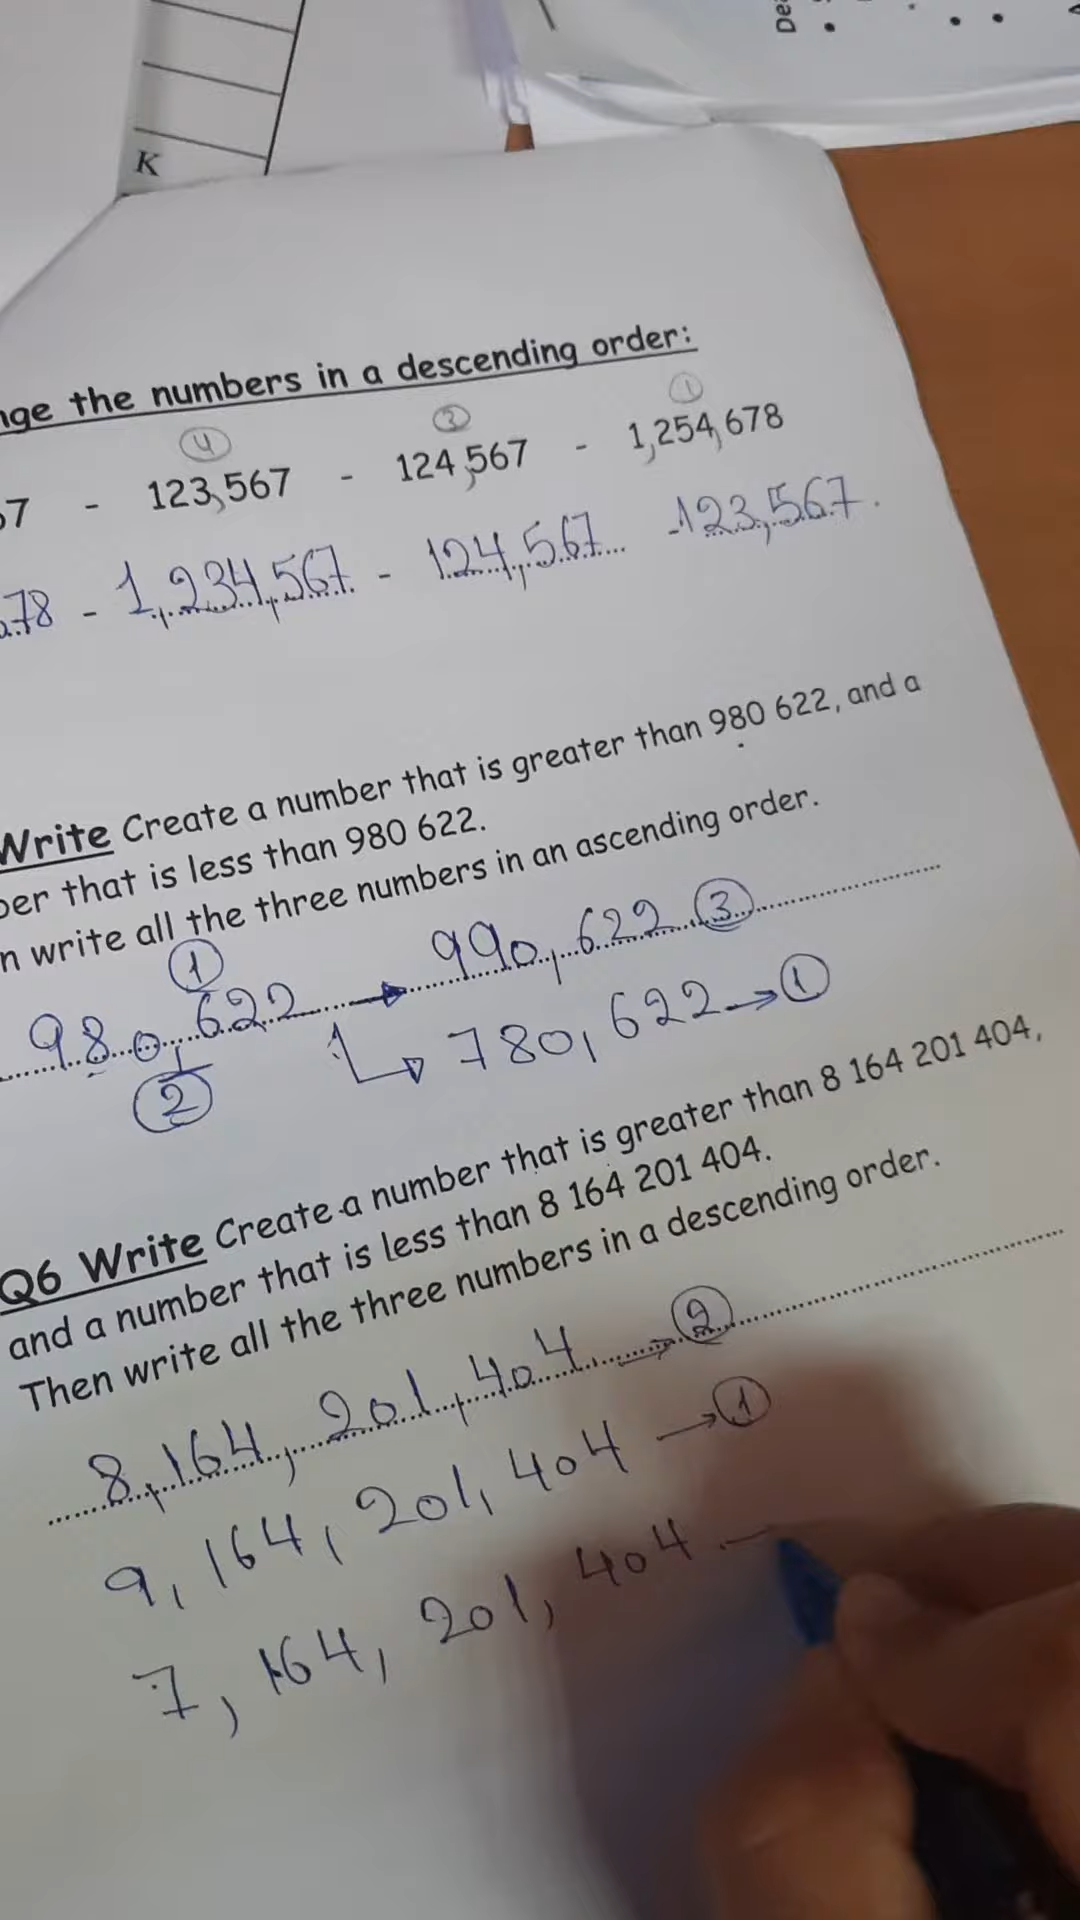 K
the numbers in a descending order:
4 3 1
- 123,567 - 124,567 - 1,254,678
78 - 1,234,567 - 124,567 - 123,567.
Write Create a number that is greater than 980 622, and a
that is less than 980 622.
write all the three numbers in an ascending order.
1
980,622 → 990,622 3
2
1 780,622 → 1
Q6 Write Create a number that is greater than 8 164 201 404,
and a number that is less than 8 164 201 404.
Then write all the three numbers in a descending order.
8,164,201,404 → 2
9,164,201,404 → 1
7,164,201,404